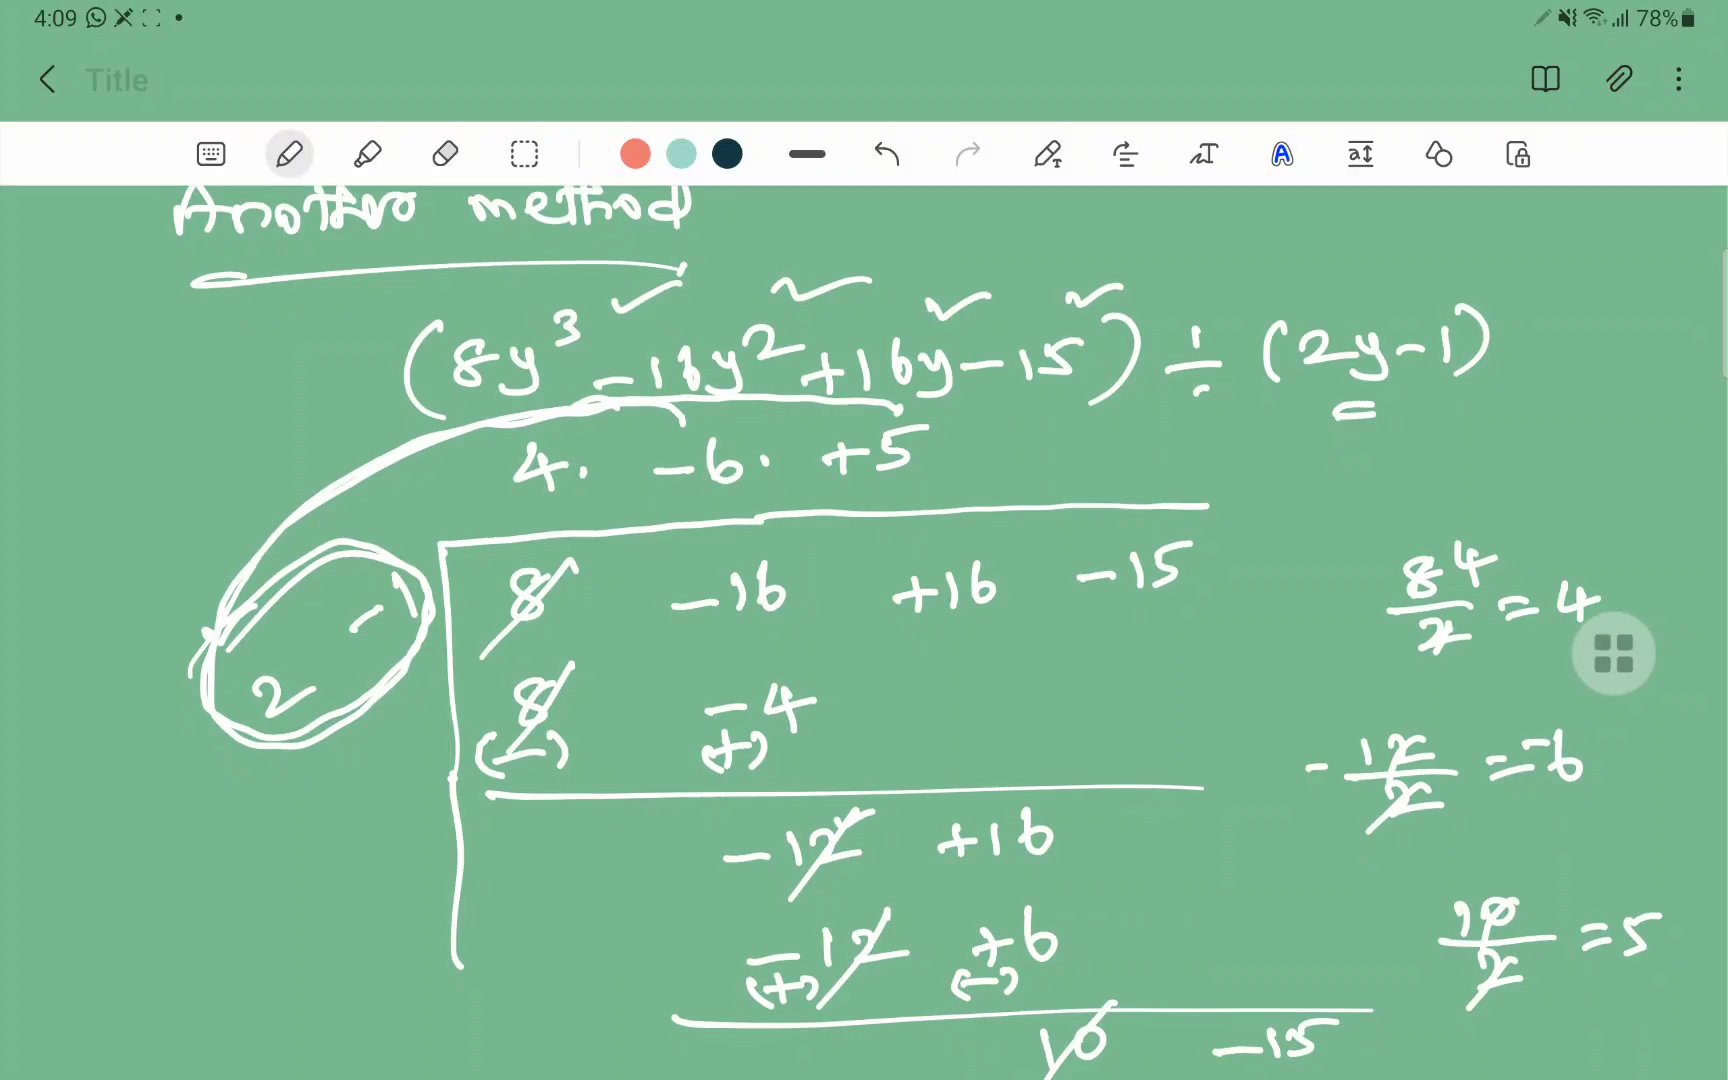 4:09 78%
Title
Another method
(8y³ -16y² +16y -15) ÷ (2y-1)
4. -6. +5
2 -1
8 -16 +16 -15
8 -4
(-) (+)
-12 +16
-12 +6
(+) (-)
10 -15
8/2 4 = 4
-12/2 = -6
10/2 = 5